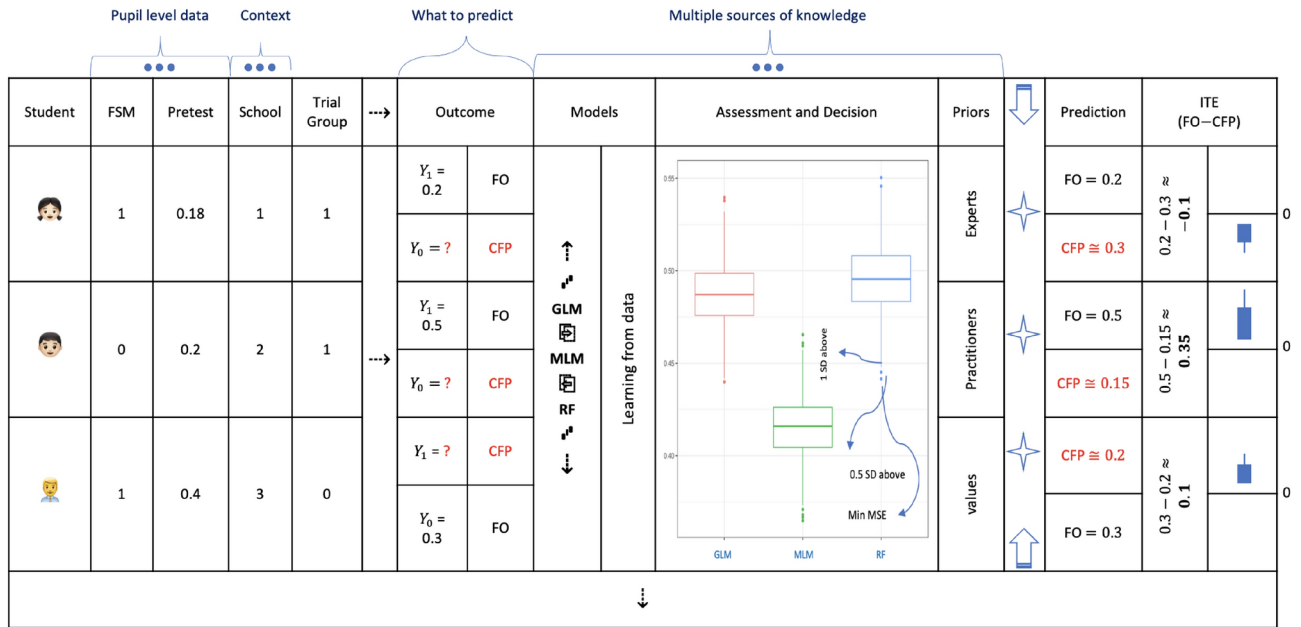 Pupil level data
Context
What to predict
Multiple sources of knowledge
Student
FSM
Pretest
School
Trial
Group
Outcome
Models
Assessment and Decision
Priors
Prediction
ITE
(FO−CFP)
1
0.18
1
1
Y₁ =
0.2
FO
Y₀ = ?
CFP
0
0.2
2
1
Y₁ =
0.5
FO
Y₀ = ?
CFP
1
0.4
3
0
Y₁ = ?
CFP
Y₀ =
0.3
FO
GLM
MLM
RF
Learning from data
0.55
0.50
0.45
0.40
1 SD above
0.5 SD above
Min MSE
GLM
MLM
RF
Experts
Practitioners
values
FO = 0.2
CFP ≅ 0.3
FO = 0.5
CFP ≅ 0.15
CFP ≅ 0.2
FO = 0.3
0.2 − 0.3 ≈
−0.1
0.5 − 0.15 ≈
0.35
0.3 − 0.2 ≈
0.1
0
0
0